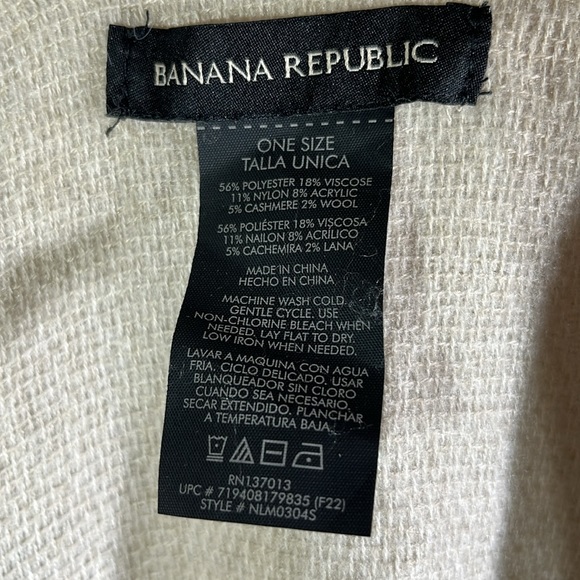 BANANA REPUBLIC
ONE SIZE
TALLA UNICA
56% POLYESTER 18% VISCOSE
11% NYLON 8% ACRYLIC
5% CASHMERE 2% WOOL
56% POLIÉSTER 18% VISCOSA
11% NAILON 8% ACRÍLICO
5% CACHEMIRA 2% LANA
MADE IN CHINA
HECHO EN CHINA
MACHINE WASH COLD.
GENTLE CYCLE. USE
NON-CHLORINE BLEACH WHEN
NEEDED. LAY FLAT TO DRY.
LOW IRON WHEN NEEDED.
LAVAR A MAQUINA CON AGUA
FRIA. CICLO DELICADO. USAR
BLANQUEADOR SIN CLORO
CUANDO SEA NECESARIO.
SECAR EXTENDIDO. PLANCHAR
A TEMPERATURA BAJA.
RN137013
UPC # 719408179835 (F22)
STYLE # NLM0304S